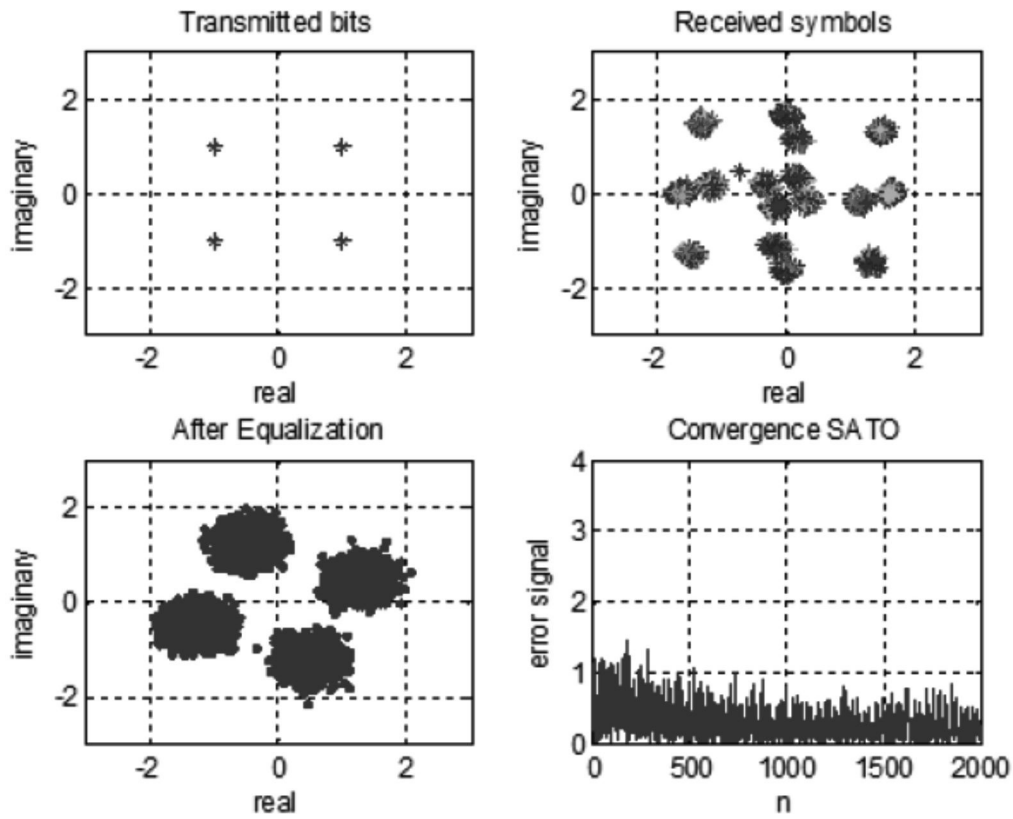 Transmitted bits
2
0
-2
imaginary
-2 0 2
real
Received symbols
2
0
-2
imaginary
-2 0 2
real
After Equalization
2
0
-2
imaginary
-2 0 2
real
Convergence SATO
4
3
2
1
0
error signal
0 500 1000 1500 2000
n